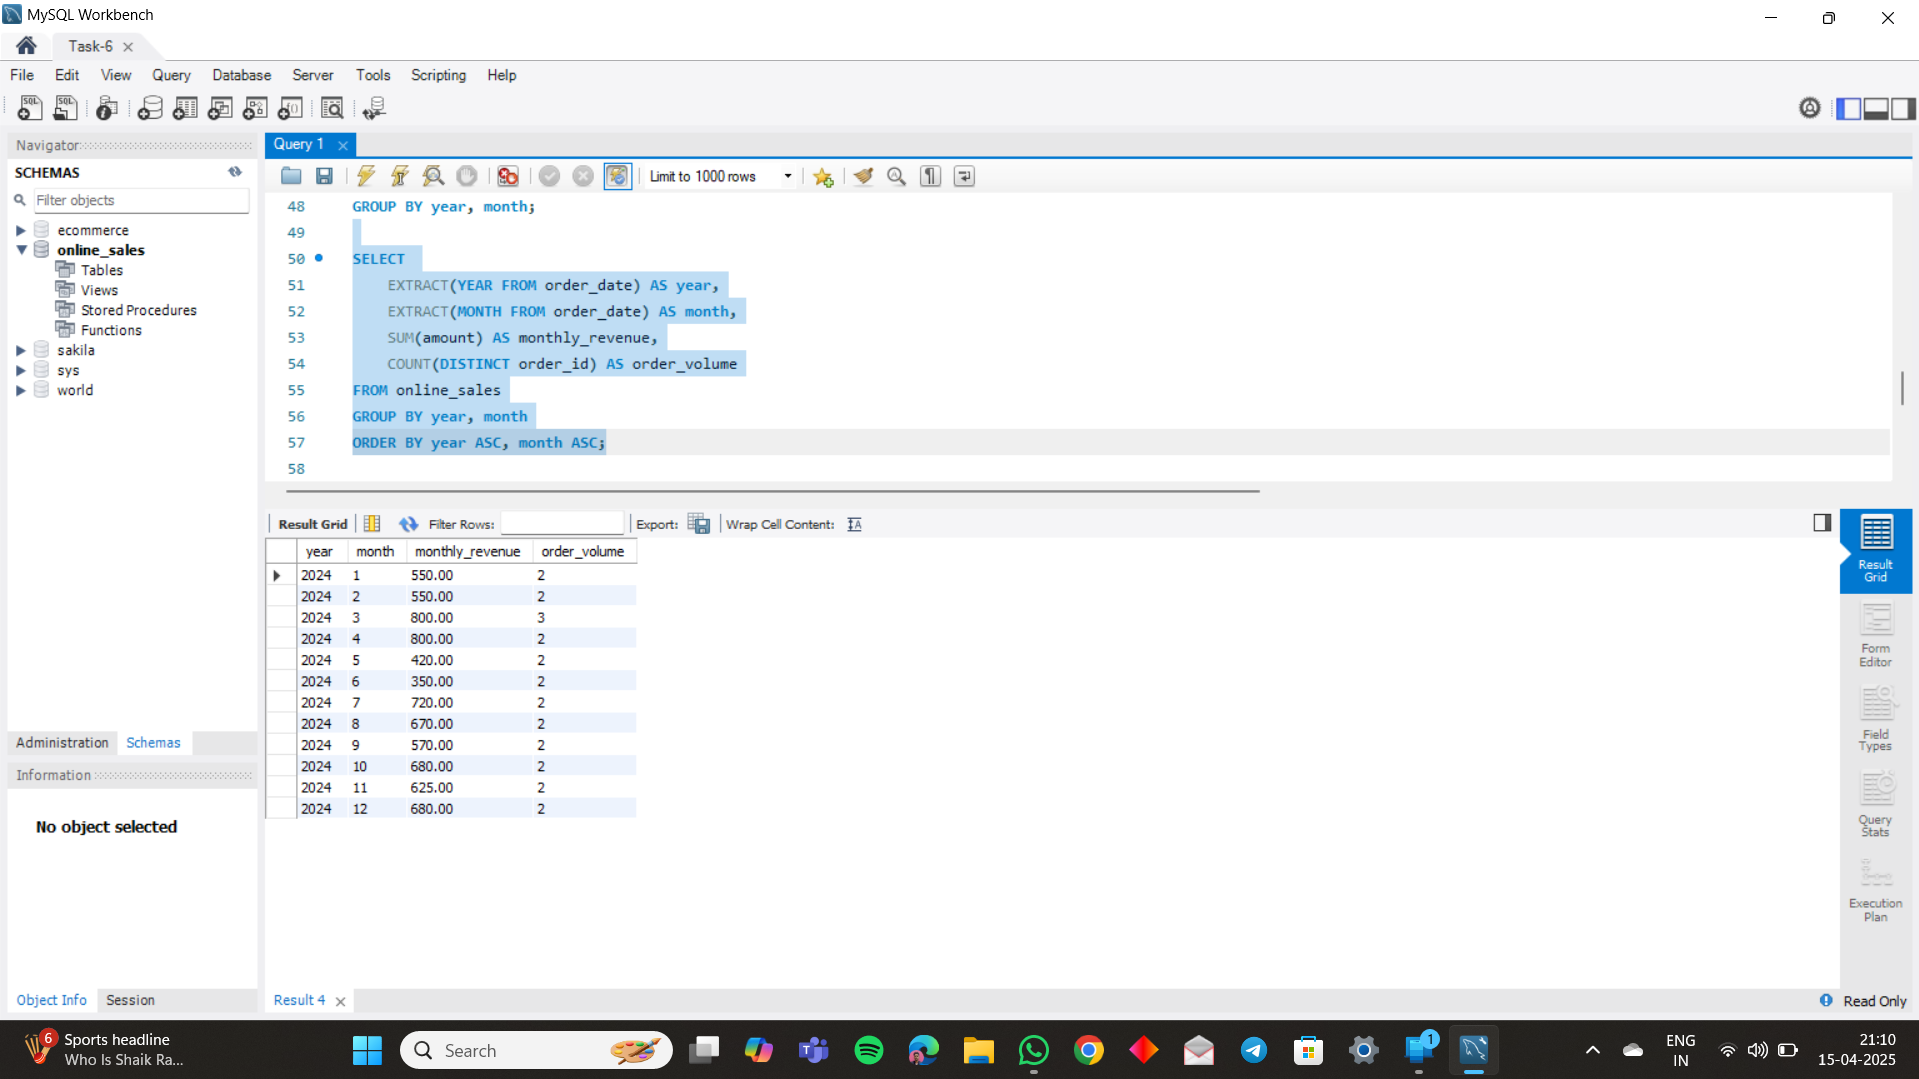 MySQL Workbench
Task-6
File Edit View Query Database Server Tools Scripting Help
Navigator
SCHEMAS
Filter objects
ecommerce
online_sales
Tables
Views
Stored Procedures
Functions
sakila
sys
world
Administration Schemas
Information
No object selected
Object Info Session
Query 1
Limit to 1000 rows
48 GROUP BY year, month;
49
50 SELECT
51 EXTRACT(YEAR FROM order_date) AS year,
52 EXTRACT(MONTH FROM order_date) AS month,
53 SUM(amount) AS monthly_revenue,
54 COUNT(DISTINCT order_id) AS order_volume
55 FROM online_sales
56 GROUP BY year, month
57 ORDER BY year ASC, month ASC;
58
Result Grid Filter Rows: Export: Wrap Cell Content:
year month monthly_revenue order_volume
2024 1 550.00 2
2024 2 550.00 2
2024 3 800.00 3
2024 4 800.00 2
2024 5 420.00 2
2024 6 350.00 2
2024 7 720.00 2
2024 8 670.00 2
2024 9 570.00 2
2024 10 680.00 2
2024 11 625.00 2
2024 12 680.00 2
Result
Grid
Form
Editor
Field
Types
Query
Stats
Execution
Plan
Result 4
Read Only
6
Sports headline
Who Is Shaik Ra...
Search
1
ENG
IN
21:10
15-04-2025